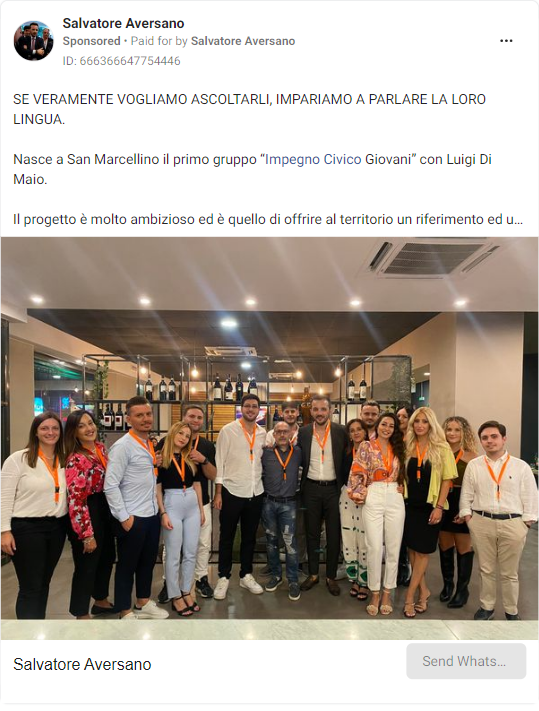 Salvatore Aversano
Sponsored • Paid for by Salvatore Aversano
ID: 666366647754446
SE VERAMENTE VOGLIAMO ASCOLTARLI, IMPARIAMO A PARLARE LA LORO
LINGUA.
Nasce a San Marcellino il primo gruppo “Impegno Civico Giovani” con Luigi Di
Maio.
Il progetto è molto ambizioso ed è quello di offrire al territorio un riferimento ed u...
Salvatore Aversano
Send Whats...